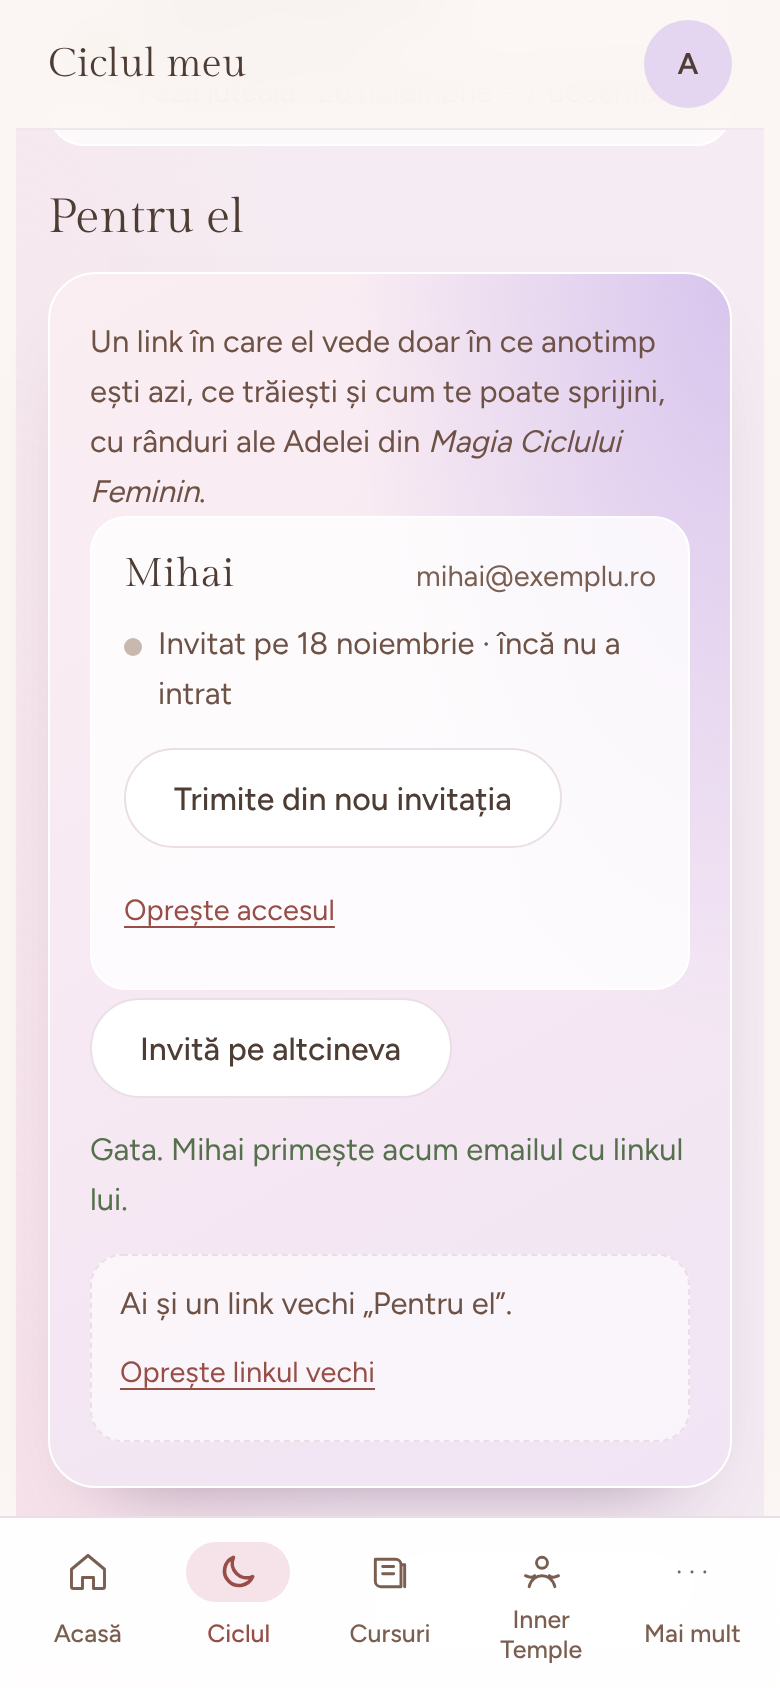 Ciclul meu
A
Pentru el
Un link în care el vede doar în ce anotimp
ești azi, ce trăiești și cum te poate sprijini,
cu rânduri ale Adelei din Magia Ciclului
Feminin.
Mihai
mihai@exemplu.ro
Invitat pe 18 noiembrie · încă nu a
intrat
Trimite din nou invitația
Oprește accesul
Invită pe altcineva
Gata. Mihai primește acum emailul cu linkul
lui.
Ai și un link vechi „Pentru el”.
Oprește linkul vechi
Acasă
Ciclul
Cursuri
Inner
Temple
Mai mult